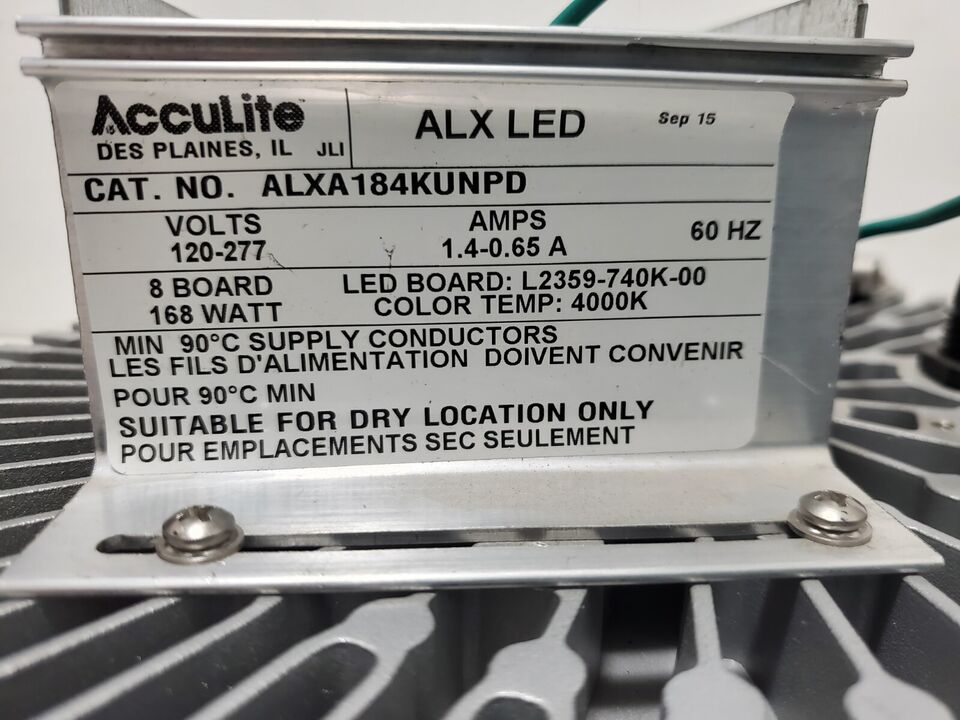 AccuLite
DES PLAINES, IL JLI
ALX LED
Sep 15
CAT. NO. ALXA184KUNPD
VOLTS
120-277
AMPS
1.4-0.65 A
60 HZ
8 BOARD
168 WATT
LED BOARD: L2359-740K-00
COLOR TEMP: 4000K
MIN 90°C SUPPLY CONDUCTORS
LES FILS D'ALIMENTATION DOIVENT CONVENIR
POUR 90°C MIN
SUITABLE FOR DRY LOCATION ONLY
POUR EMPLACEMENTS SEC SEULEMENT